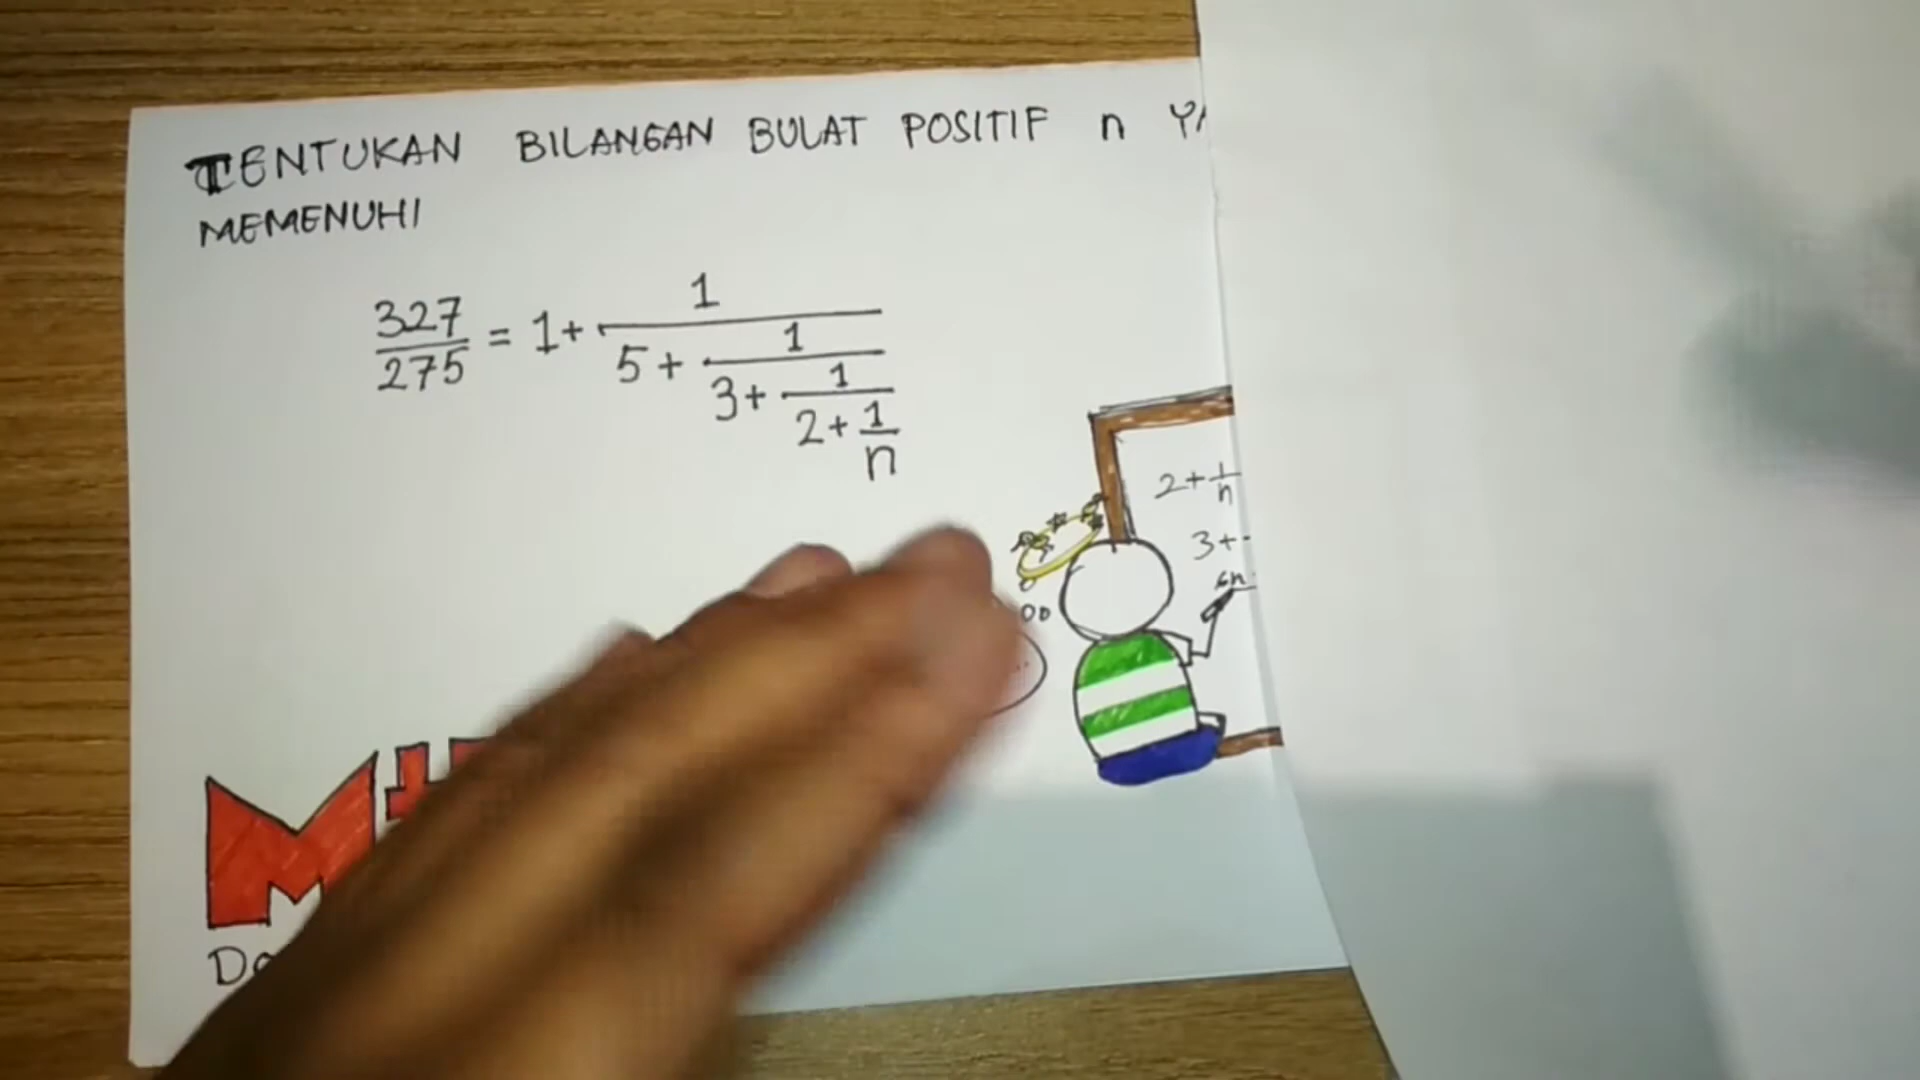 TENTUKAN BILANGAN BULAT POSITIF n
MEMENUHI
327/275 = 1 + 1/(5 + 1/(3 + 1/(2 + 1/n)))
2 + 1/n
3 +